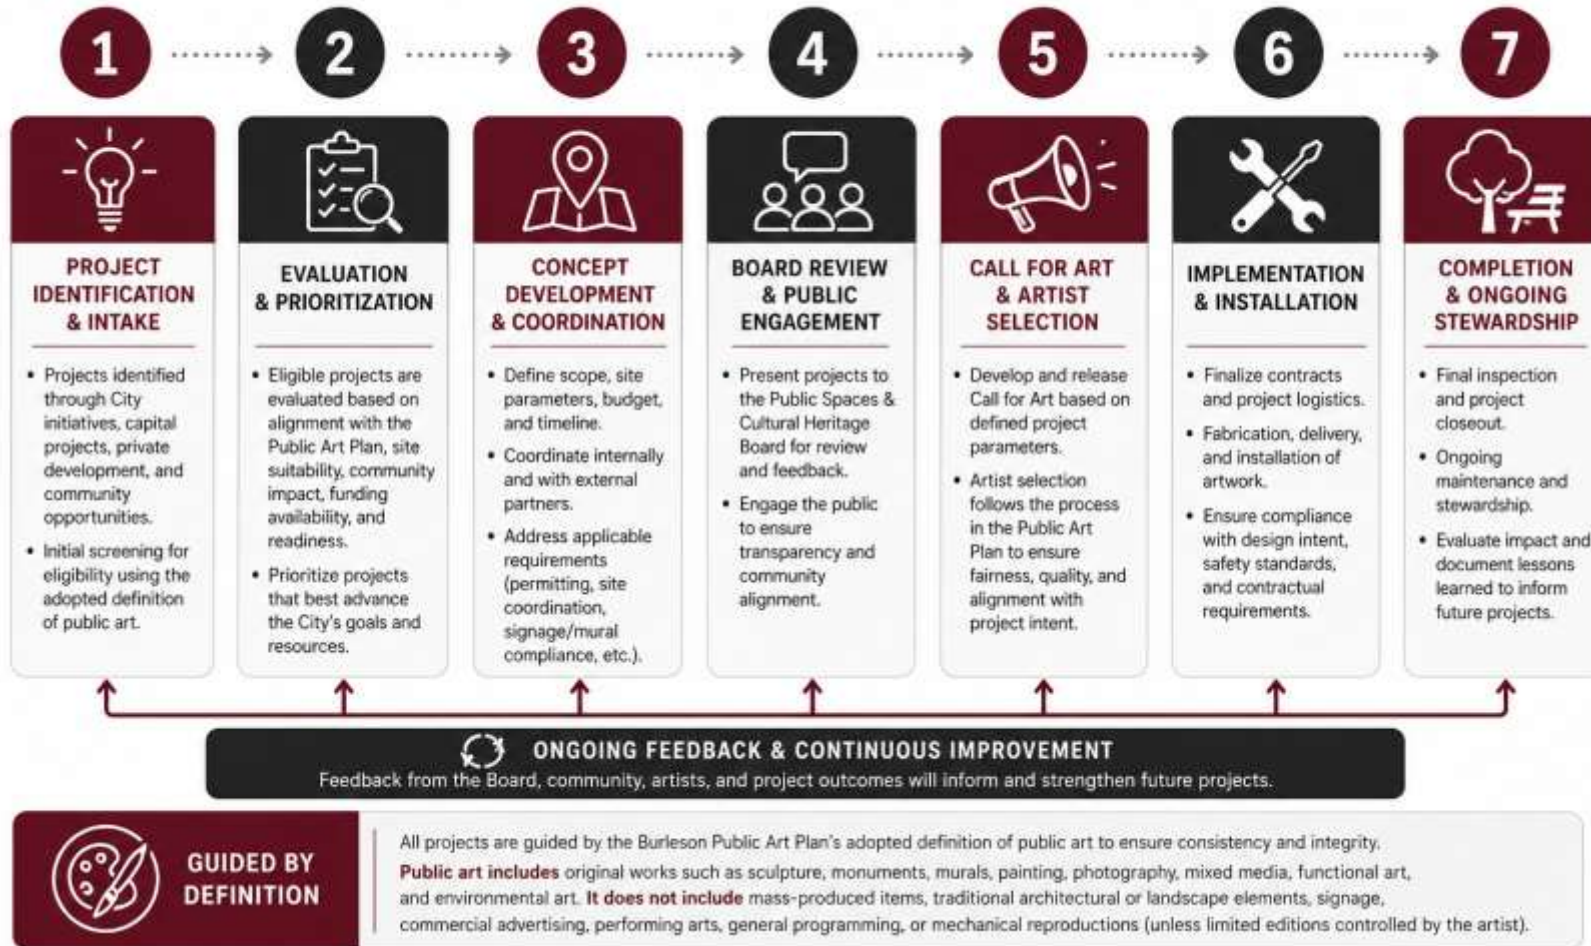 1
2
3
4
5
6
7
PROJECT
IDENTIFICATION
& INTAKE
• Projects identified
through City
initiatives, capital
projects, private
development, and
community
opportunities.
• Initial screening for
eligibility using the
adopted definition
of public art.
EVALUATION
& PRIORITIZATION
• Eligible projects are
evaluated based on
alignment with the
Public Art Plan, site
suitability, community
impact, funding
availability, and
readiness.
• Prioritize projects
that best advance
the City's goals and
resources.
CONCEPT
DEVELOPMENT
& COORDINATION
• Define scope, site
parameters, budget,
and timeline.
• Coordinate internally
and with external
partners.
• Address applicable
requirements
(permitting, site
coordination,
signage/mural
compliance, etc.).
BOARD REVIEW
& PUBLIC
ENGAGEMENT
• Present projects to
the Public Spaces &
Cultural Heritage
Board for review
and feedback.
• Engage the public
to ensure
transparency and
community
alignment.
CALL FOR ART
& ARTIST
SELECTION
• Develop and release
Call for Art based on
defined project
parameters.
• Artist selection
follows the process
in the Public Art
Plan to ensure
fairness, quality, and
alignment with
project intent.
IMPLEMENTATION
& INSTALLATION
• Finalize contracts
and project logistics.
• Fabrication, delivery,
and installation of
artwork.
• Ensure compliance
with design intent,
safety standards,
and contractual
requirements.
COMPLETION
& ONGOING
STEWARDSHIP
• Final inspection
and project
closeout.
• Ongoing
maintenance and
stewardship.
• Evaluate impact and
document lessons
learned to inform
future projects.
ONGOING FEEDBACK & CONTINUOUS IMPROVEMENT
Feedback from the Board, community, artists, and project outcomes will inform and strengthen future projects.
GUIDED BY
DEFINITION
All projects are guided by the Burleson Public Art Plan's adopted definition of public art to ensure consistency and integrity.
Public art includes original works such as sculpture, monuments, murals, painting, photography, mixed media, functional art,
and environmental art. It does not include mass-produced items, traditional architectural or landscape elements, signage,
commercial advertising, performing arts, general programming, or mechanical reproductions (unless limited editions controlled by the artist).